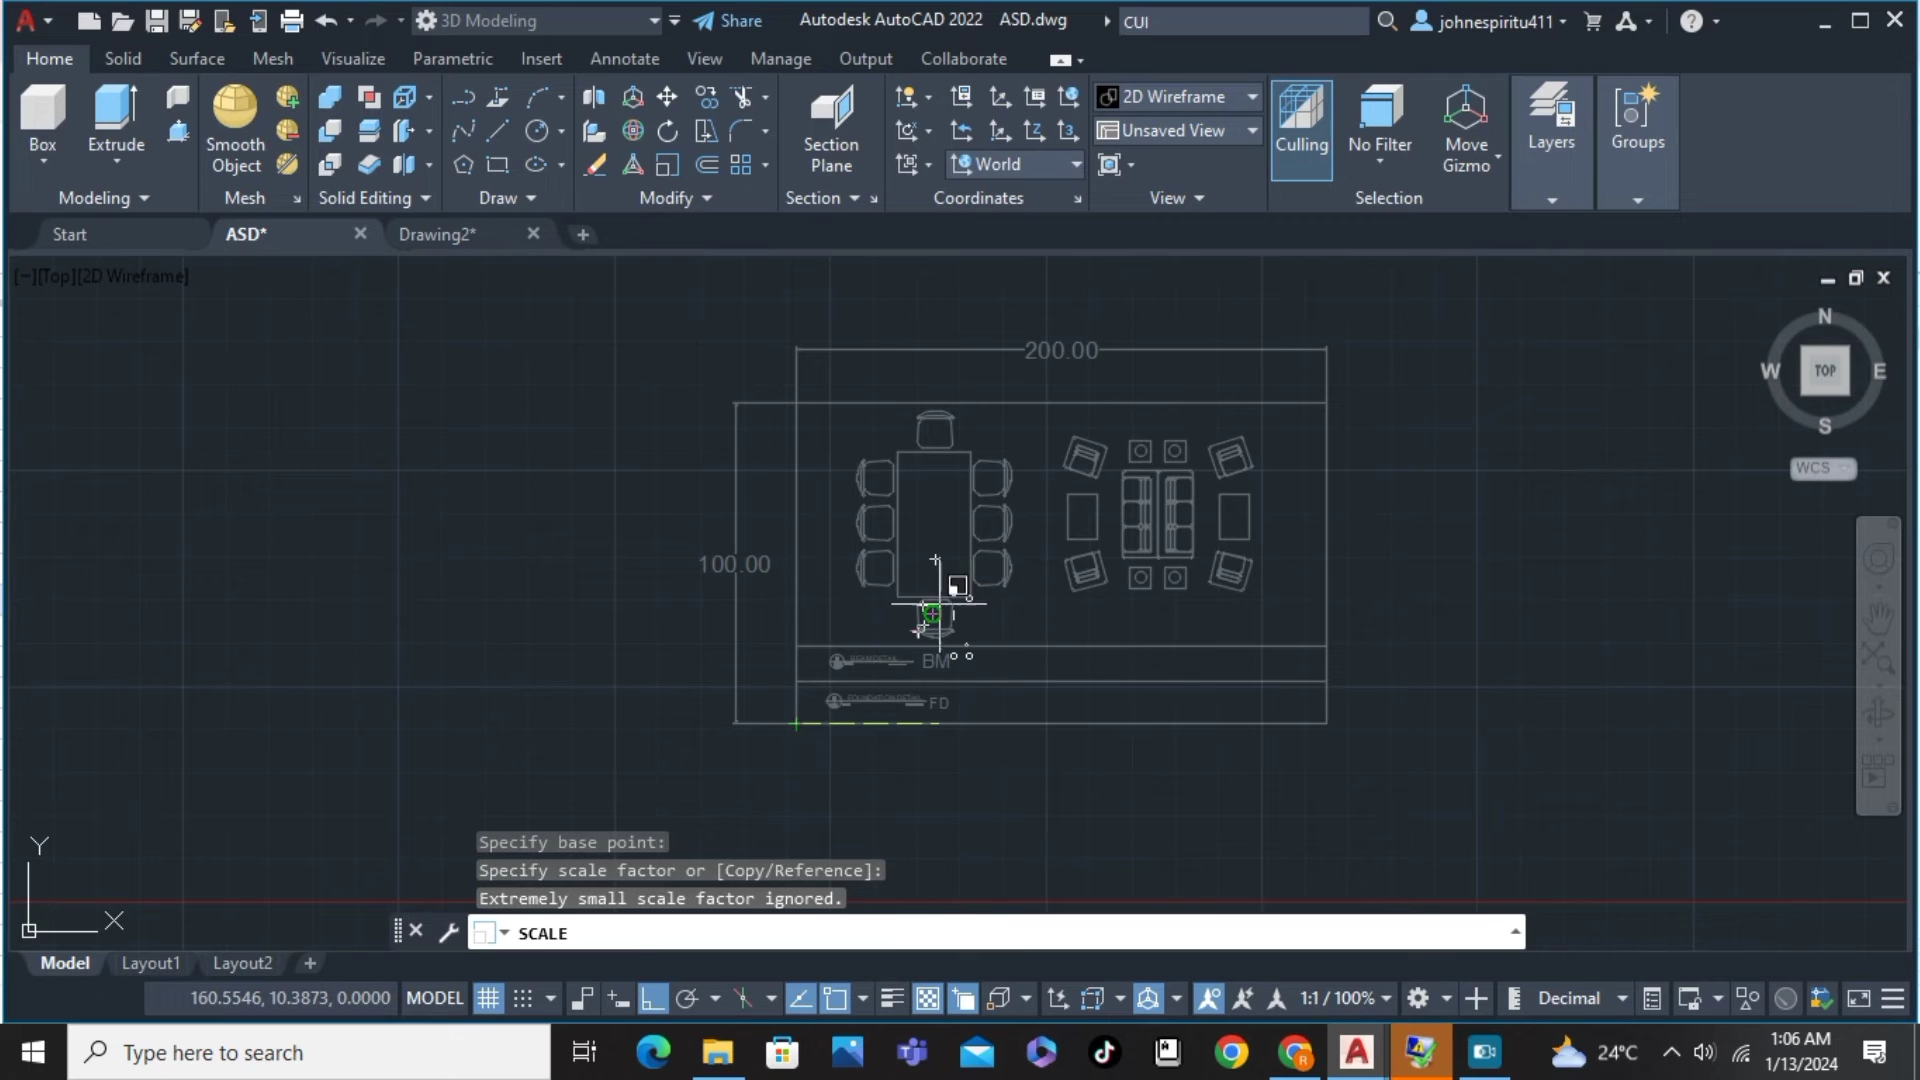 3D Modeling
Share
Autodesk AutoCAD 2022 ASD.dwg
CUI
johnespiritu411
Home Solid Surface Mesh Visualize Parametric Insert Annotate View Manage Output Collaborate
Box
Extrude
Smooth
Object
Section
Plane
2D Wireframe
Unsaved View
World
Culling
No Filter
Move
Gizmo
Layers
Groups
Modeling
Mesh
Solid Editing
Draw
Modify
Section
Coordinates
View
Selection
Start
ASD*
Drawing2*
[−][Top][2D Wireframe]
N
W
TOP
E
S
WCS
200.00
100.00
BM
FOUNDATION DETAIL
FD
Specify base point:
Specify scale factor or [Copy/Reference]:
Extremely small scale factor ignored.
SCALE
Y
X
Model
Layout1
Layout2
160.5546, 10.3873, 0.0000
MODEL
1:1 / 100%
Decimal
Type here to search
24°C
1:06 AM
1/13/2024